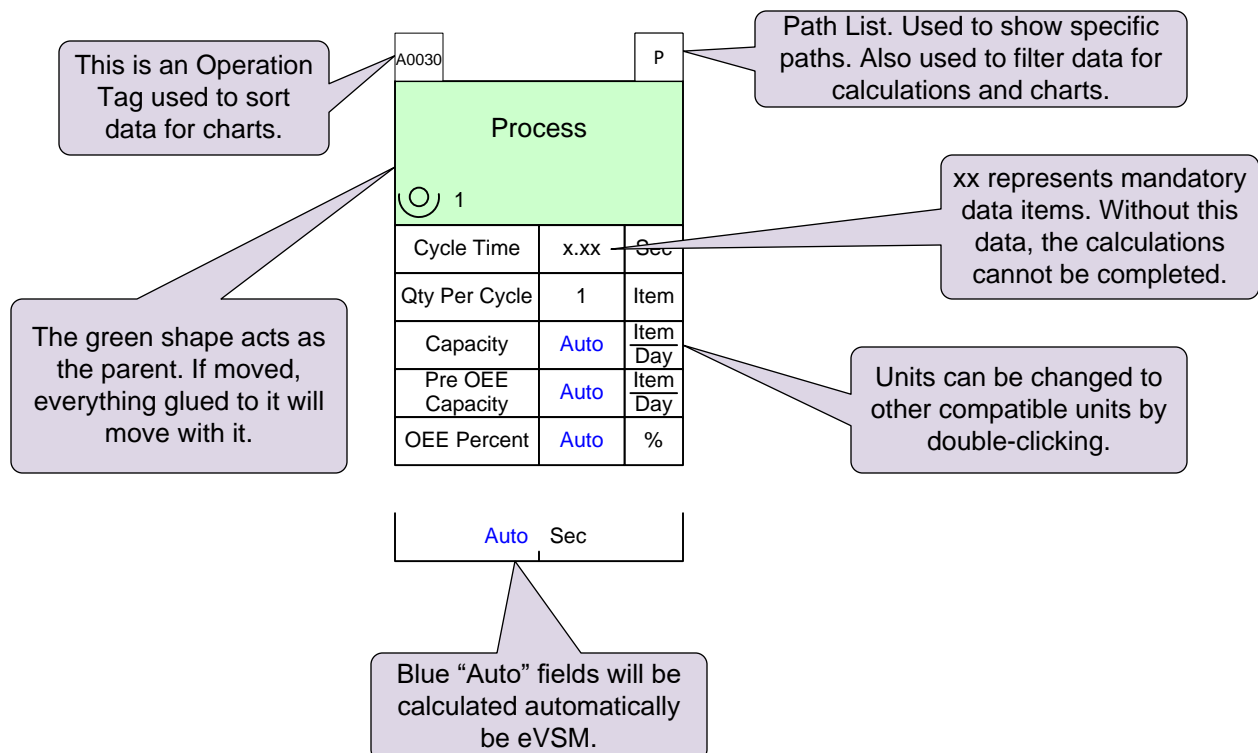 This is an Operation
Tag used to sort
data for charts.
A0030
P
Path List. Used to show specific
paths. Also used to filter data for
calculations and charts.
Process
1
xx represents mandatory
data items. Without this
data, the calculations
cannot be completed.
Cycle Time x.xx Sec
Qty Per Cycle 1 Item
Capacity Auto Item
Day
Pre OEE
Capacity Auto Item
Day
OEE Percent Auto %
The green shape acts as
the parent. If moved,
everything glued to it will
move with it.
Units can be changed to
other compatible units by
double-clicking.
Auto Sec
Blue “Auto” fields will be
calculated automatically
be eVSM.